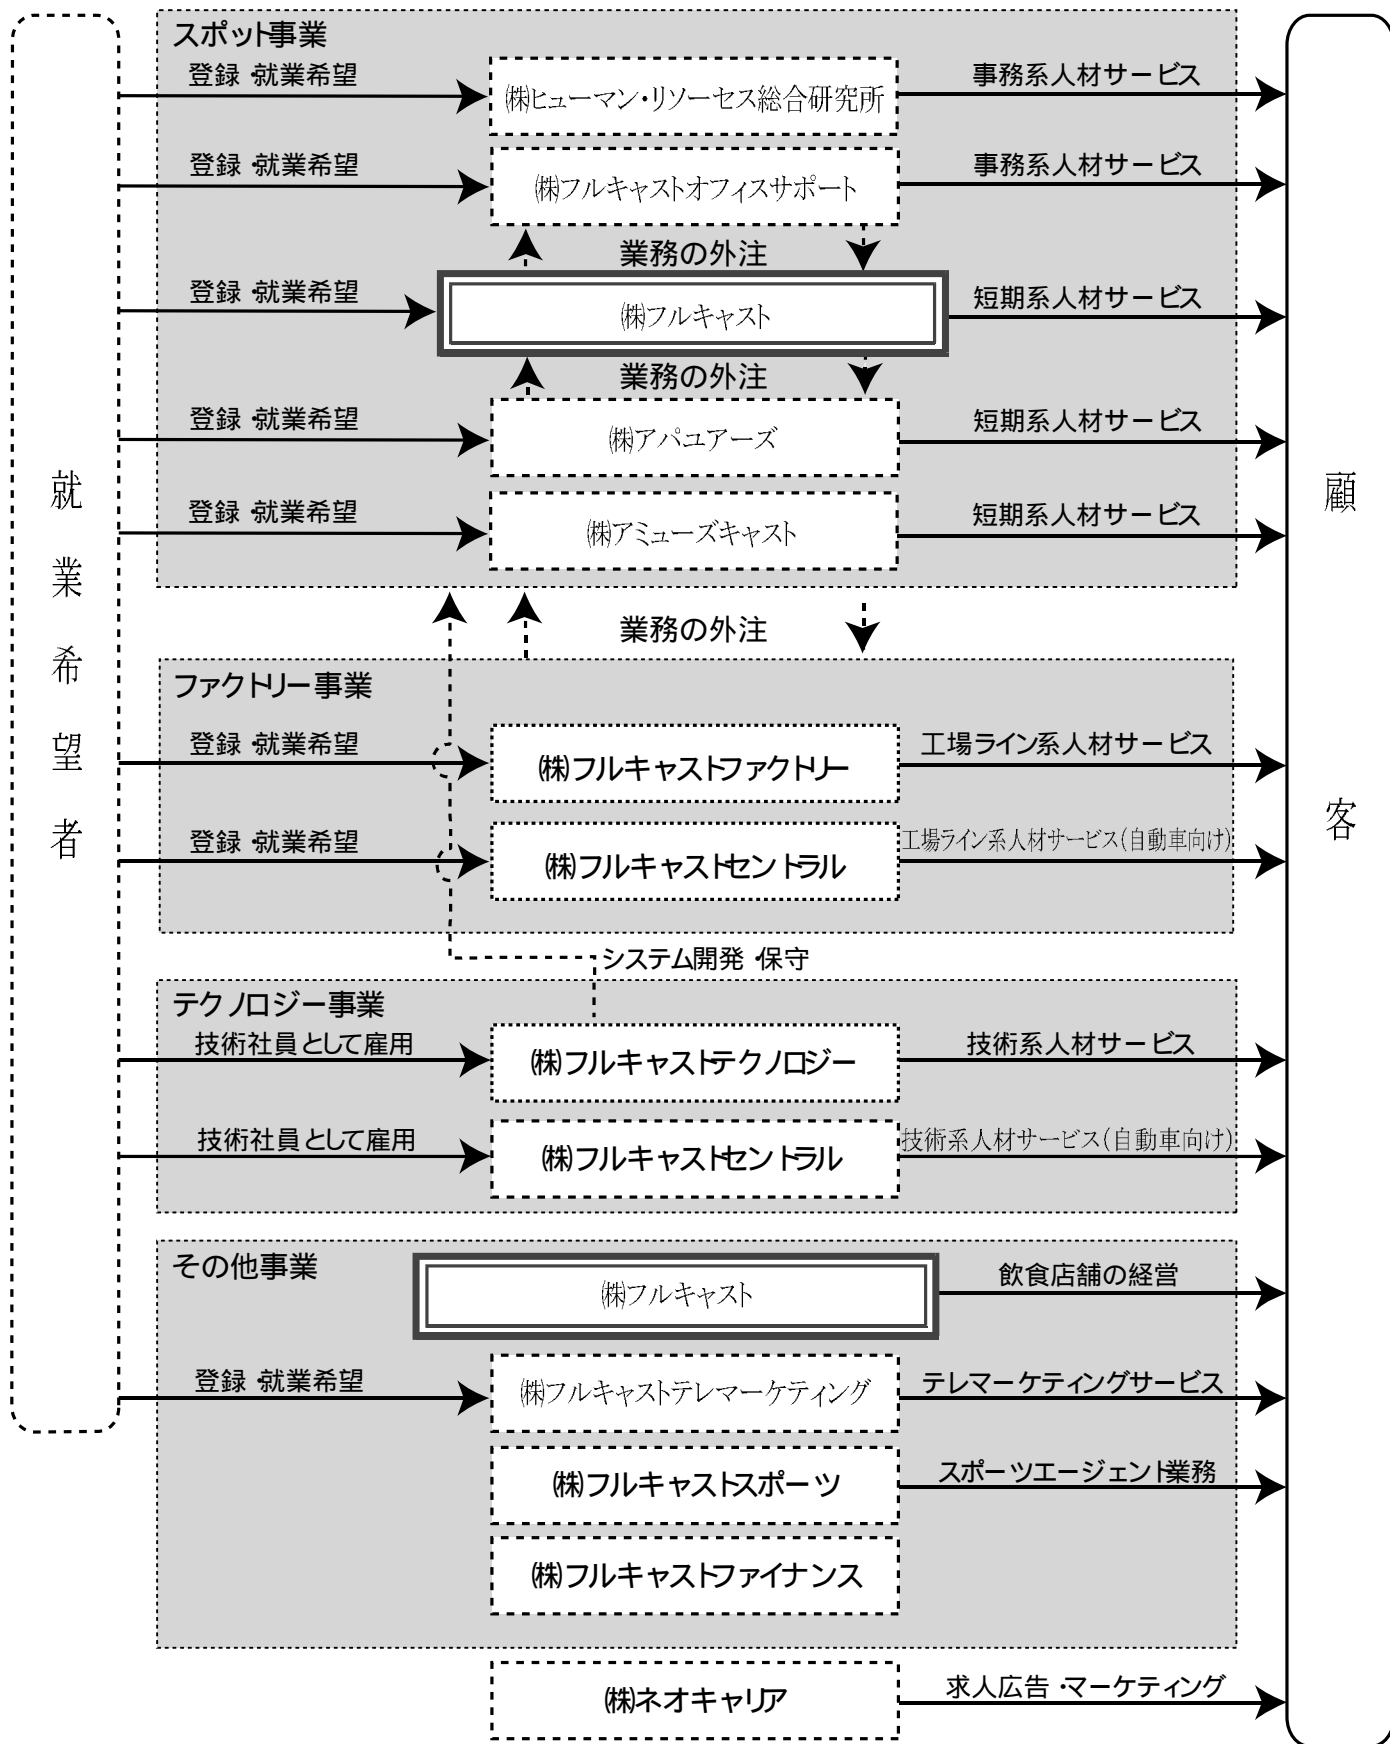 スポット事業
登録・就業希望
㈱ヒューマン・リソーセス総合研究所
事務系人材サービス
登録・就業希望
㈱フルキャストオフィスサポート
事務系人材サービス
業務の外注
登録・就業希望
㈱フルキャスト
短期系人材サービス
業務の外注
登録・就業希望
㈱アパユアーズ
短期系人材サービス
登録・就業希望
㈱アミューズキャスト
短期系人材サービス
就業希望者
顧客
業務の外注
ファクトリー事業
登録・就業希望
㈱フルキャストファクトリー
工場ライン系人材サービス
登録・就業希望
㈱フルキャストセントラル
工場ライン系人材サービス(自動車向け)
システム開発・保守
テクノロジー事業
技術社員として雇用
㈱フルキャストテクノロジー
技術系人材サービス
技術社員として雇用
㈱フルキャストセントラル
技術系人材サービス(自動車向け)
その他事業
㈱フルキャスト
飲食店舗の経営
登録・就業希望
㈱フルキャストテレマーケティング
テレマーケティングサービス
㈱フルキャストスポーツ
スポーツエージェント業務
㈱フルキャストファイナンス
㈱ネオキャリア
求人広告・マーケティング